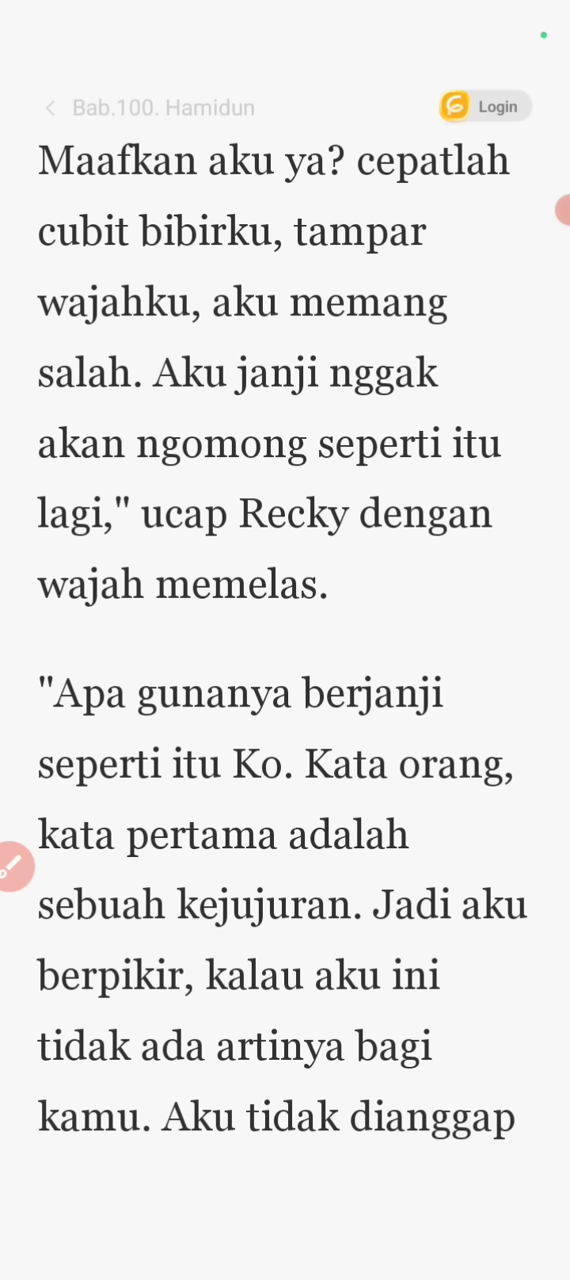 Bab.100. Hamidun
Login
Maafkan aku ya? cepatlah
cubit bibirku, tampar
wajahku, aku memang
salah. Aku janji nggak
akan ngomong seperti itu
lagi," ucap Recky dengan
wajah memelas.
"Apa gunanya berjanji
seperti itu Ko. Kata orang,
kata pertama adalah
sebuah kejujuran. Jadi aku
berpikir, kalau aku ini
tidak ada artinya bagi
kamu. Aku tidak dianggap